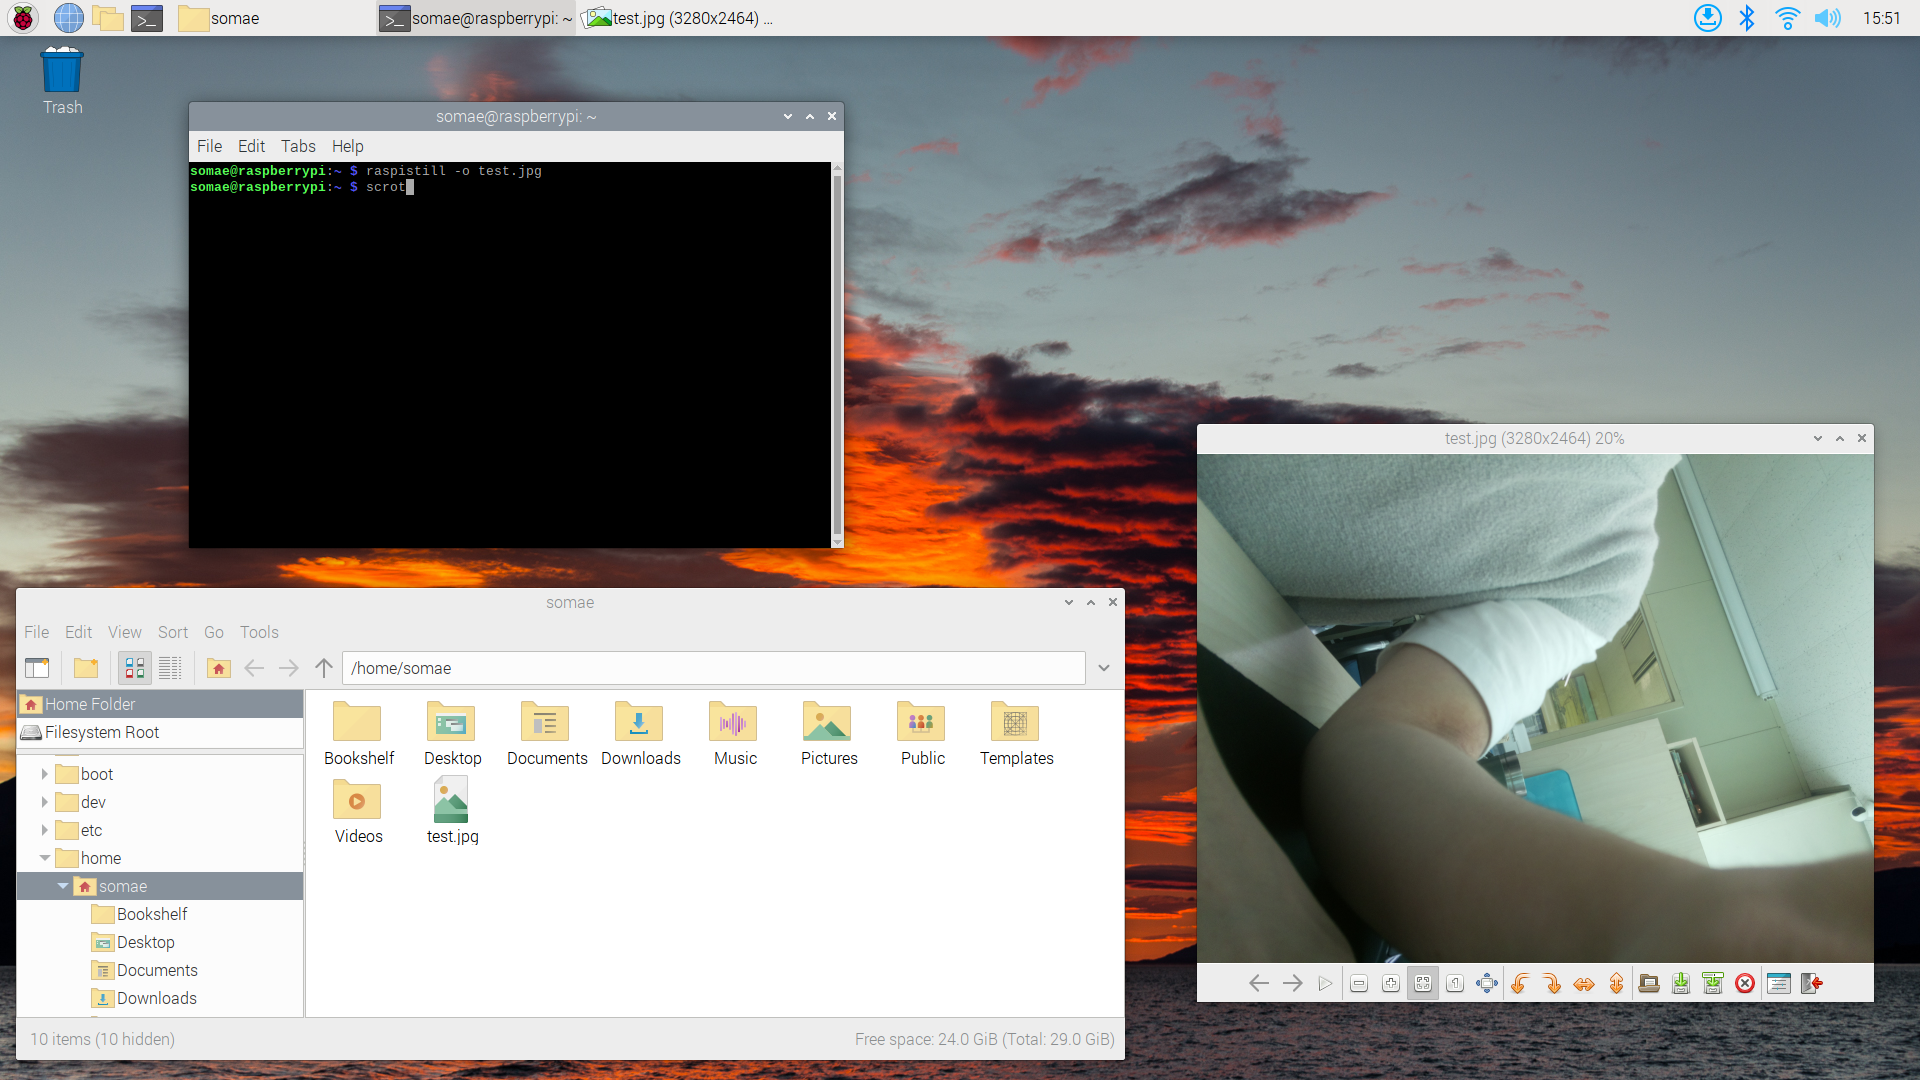 somae
somae@raspberrypi: ~
test.jpg (3280x2464) ...
15:51
Trash
somae@raspberrypi: ~
File Edit Tabs Help
somae@raspberrypi:~ $ raspistill -o test.jpg
somae@raspberrypi:~ $ scrot
test.jpg (3280x2464) 20%
somae
File Edit View Sort Go Tools
/home/somae
Home Folder
Filesystem Root
boot
dev
etc
home
somae
Bookshelf
Desktop
Documents
Downloads
Bookshelf Desktop Documents Downloads Music Pictures Public Templates
Videos test.jpg
10 items (10 hidden)
Free space: 24.0 GiB (Total: 29.0 GiB)